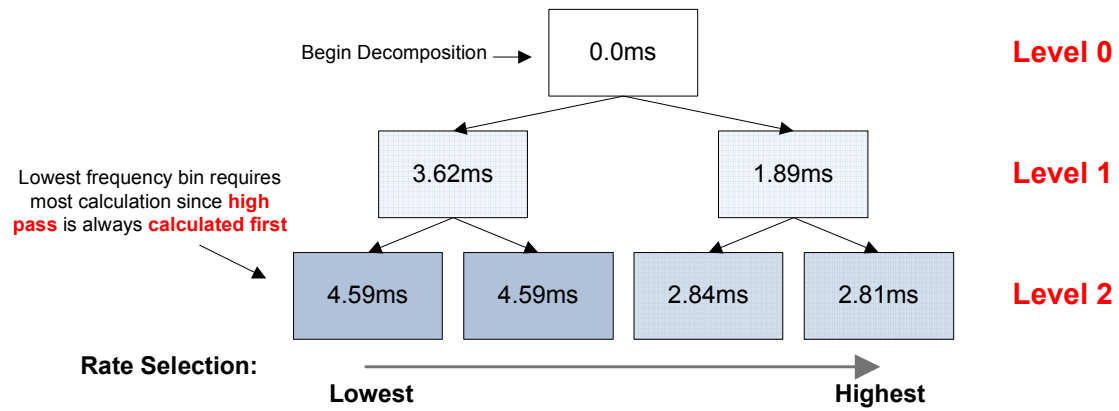 Begin Decomposition
0.0ms
Level 0
3.62ms
1.89ms
Level 1
Lowest frequency bin requires
most calculation since high
pass is always calculated first
4.59ms
4.59ms
2.84ms
2.81ms
Level 2
Rate Selection:
Lowest
Highest